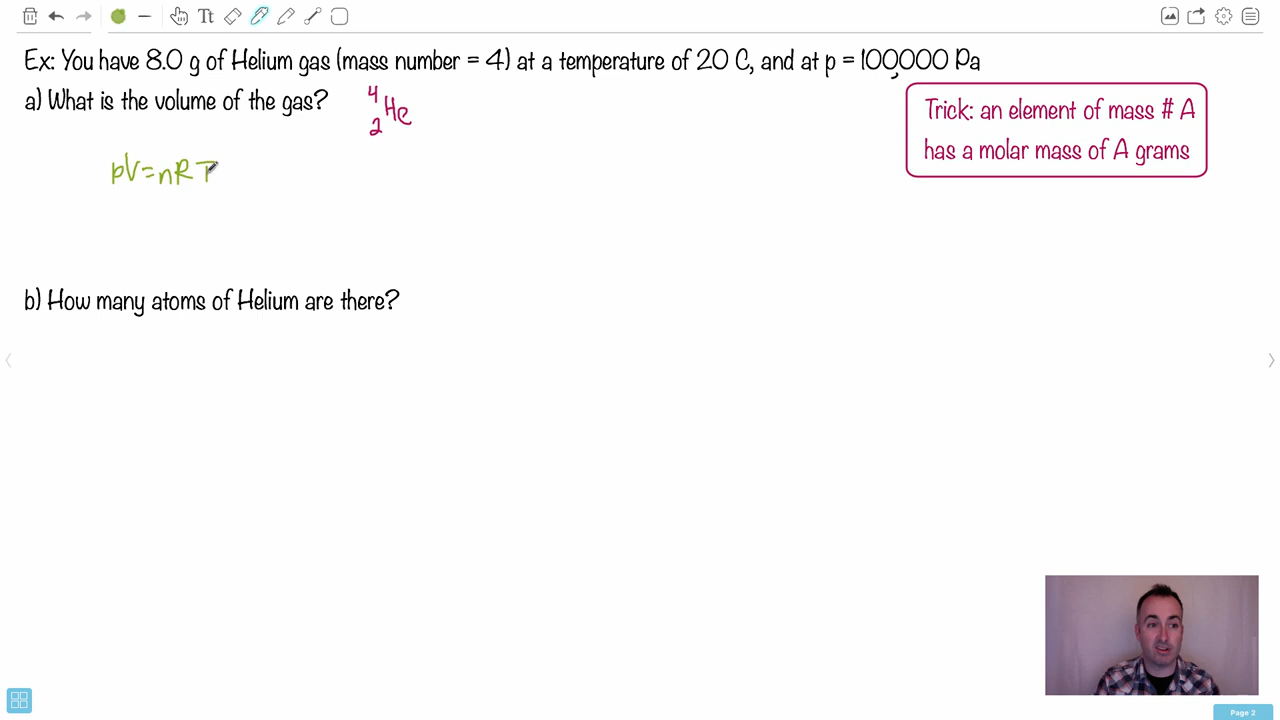 Tt
Ex: You have 8.0 g of Helium gas (mass number = 4) at a temperature of 20 C, and at p = 100,000 Pa
a) What is the volume of the gas?
4
2 He
Trick: an element of mass # A
has a molar mass of A grams
pV=nRT
b) How many atoms of Helium are there?
Page 2